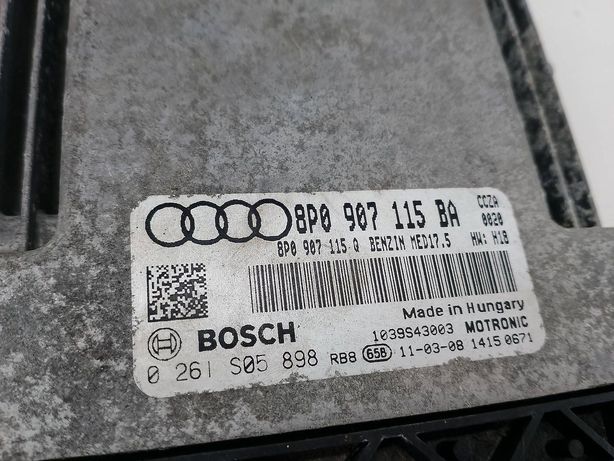 8P0 907 115 BA CCZA
0020
8P0 907 115 Q BENZIN MED17.5 HW: H18
Made in Hungary
BOSCH 1039S43003 MOTRONIC
0 261 S05 898 RB8 65B 11-03-08 1415 0671